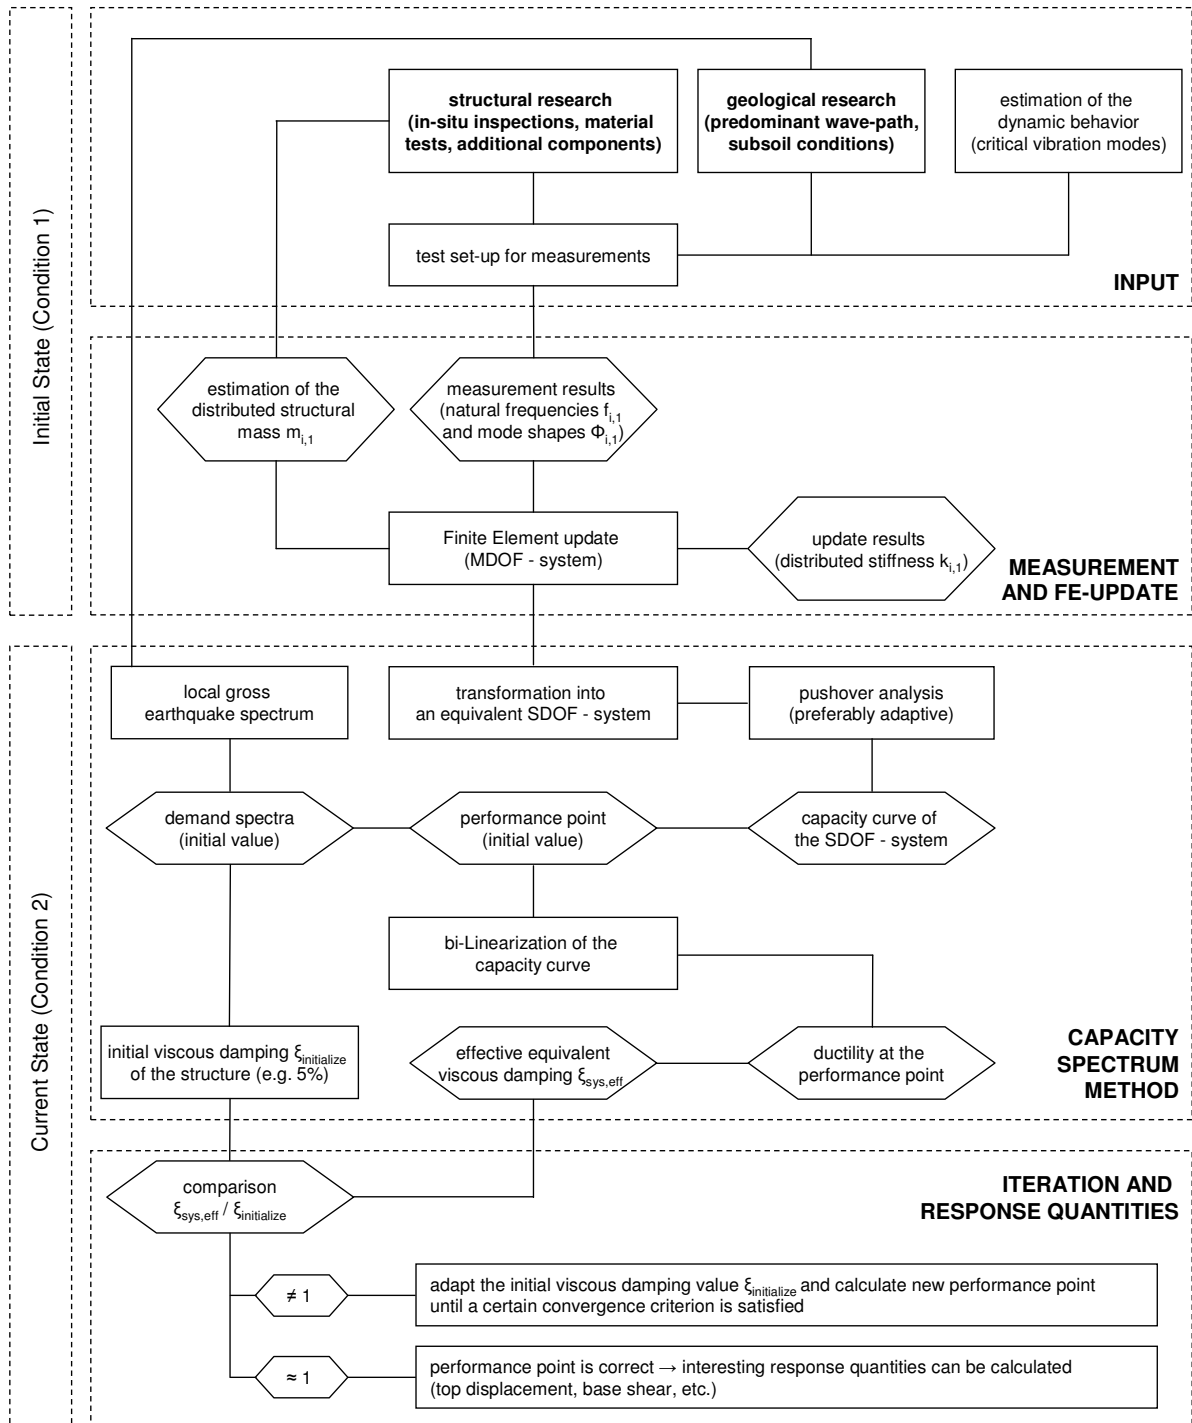 Initial State (Condition 1)
structural research
(in-situ inspections, material
tests, additional components)
geological research
(predominant wave-path,
subsoil conditions)
estimation of the
dynamic behavior
(critical vibration modes)
test set-up for measurements
INPUT
estimation of the
distributed structural
mass m_{i,1}
measurement results
(natural frequencies f_{i,1}
and mode shapes Φ_{i,1})
Finite Element update
(MDOF - system)
update results
(distributed stiffness k_{i,1})
MEASUREMENT
AND FE-UPDATE
Current State (Condition 2)
local gross
earthquake spectrum
transformation into
an equivalent SDOF - system
pushover analysis
(preferably adaptive)
demand spectra
(initial value)
performance point
(initial value)
capacity curve of
the SDOF - system
bi-Linearization of the
capacity curve
initial viscous damping ξ_{initialize}
of the structure (e.g. 5%)
effective equivalent
viscous damping ξ_{sys,eff}
ductility at the
performance point
CAPACITY
SPECTRUM
METHOD
comparison
ξ_{sys,eff} / ξ_{initialize}
ITERATION AND
RESPONSE QUANTITIES
≠ 1
adapt the initial viscous damping value ξ_{initialize} and calculate new performance point
until a certain convergence criterion is satisfied
≈ 1
performance point is correct → interesting response quantities can be calculated
(top displacement, base shear, etc.)